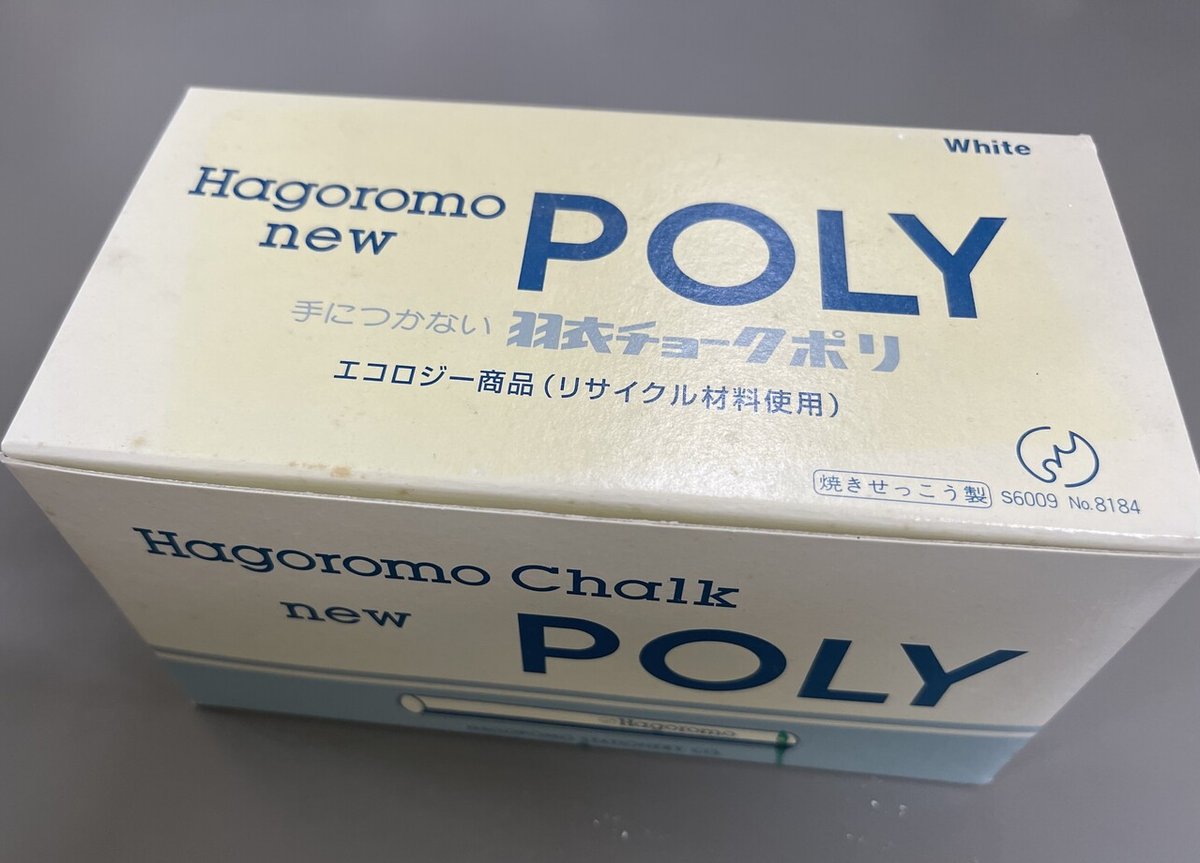 White
Hagoromo
new
POLY
手につかない 羽衣チョークポリ
エコロジー商品(リサイクル材料使用)
焼きせっこう製 S6009 No.8184
Hagoromo Chalk
new
POLY
Hagoromo